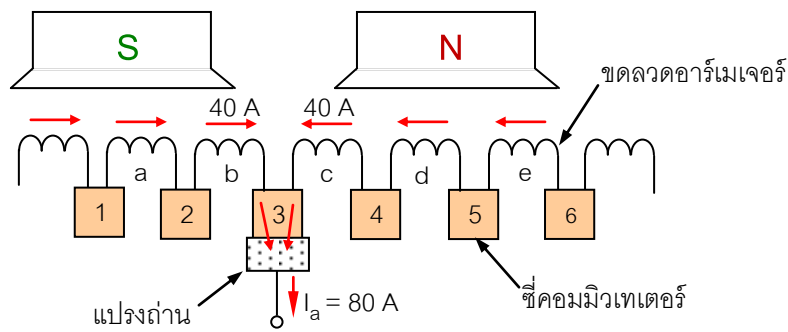 S
N
ขดลวดอาร์เมเจอร์
40 A
40 A
a
b
c
d
e
1
2
3
4
5
6
แปรงถ่าน
Ia = 80 A
ซี่คอมมิวเทเตอร์